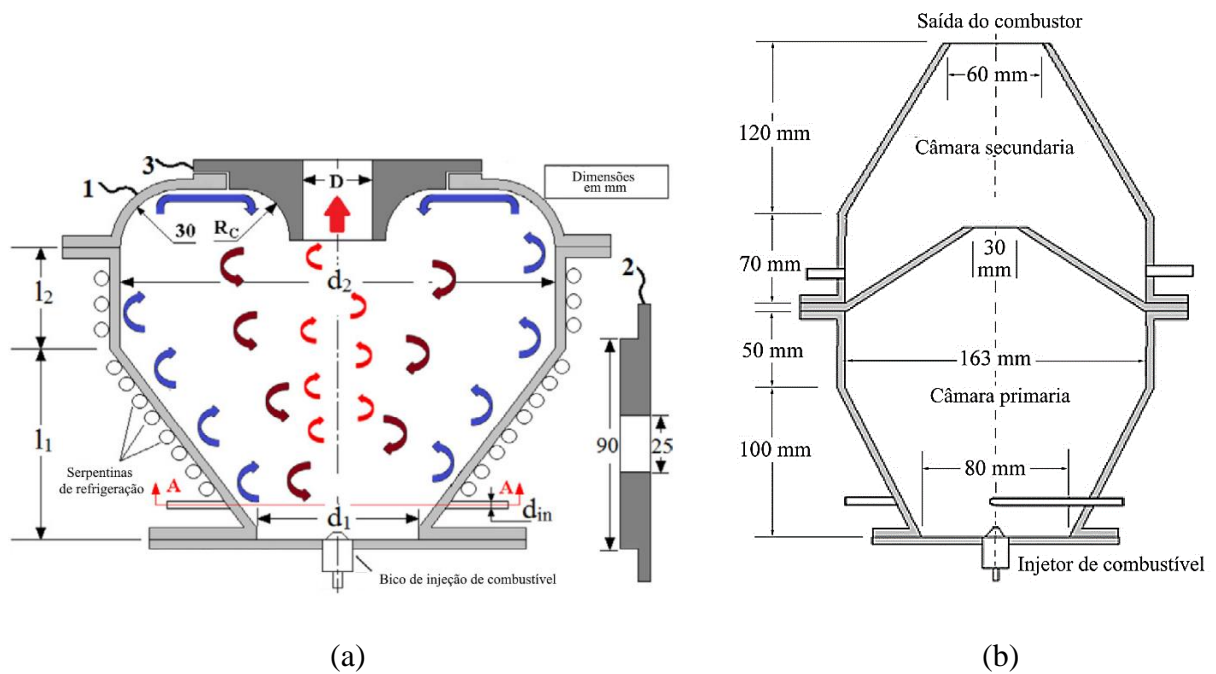 3
1
D
Dimensões
em mm
30
R_C
2
l_2
d_2
l_1
90
25
Serpentinas
de refrigeração
A
A
d_1
d_in
Bico de injeção de combustível
(a)
Saída do combustor
60 mm
120 mm
Câmara secundaria
30
mm
70 mm
50 mm
163 mm
Câmara primaria
100 mm
80 mm
Injetor de combustível
(b)